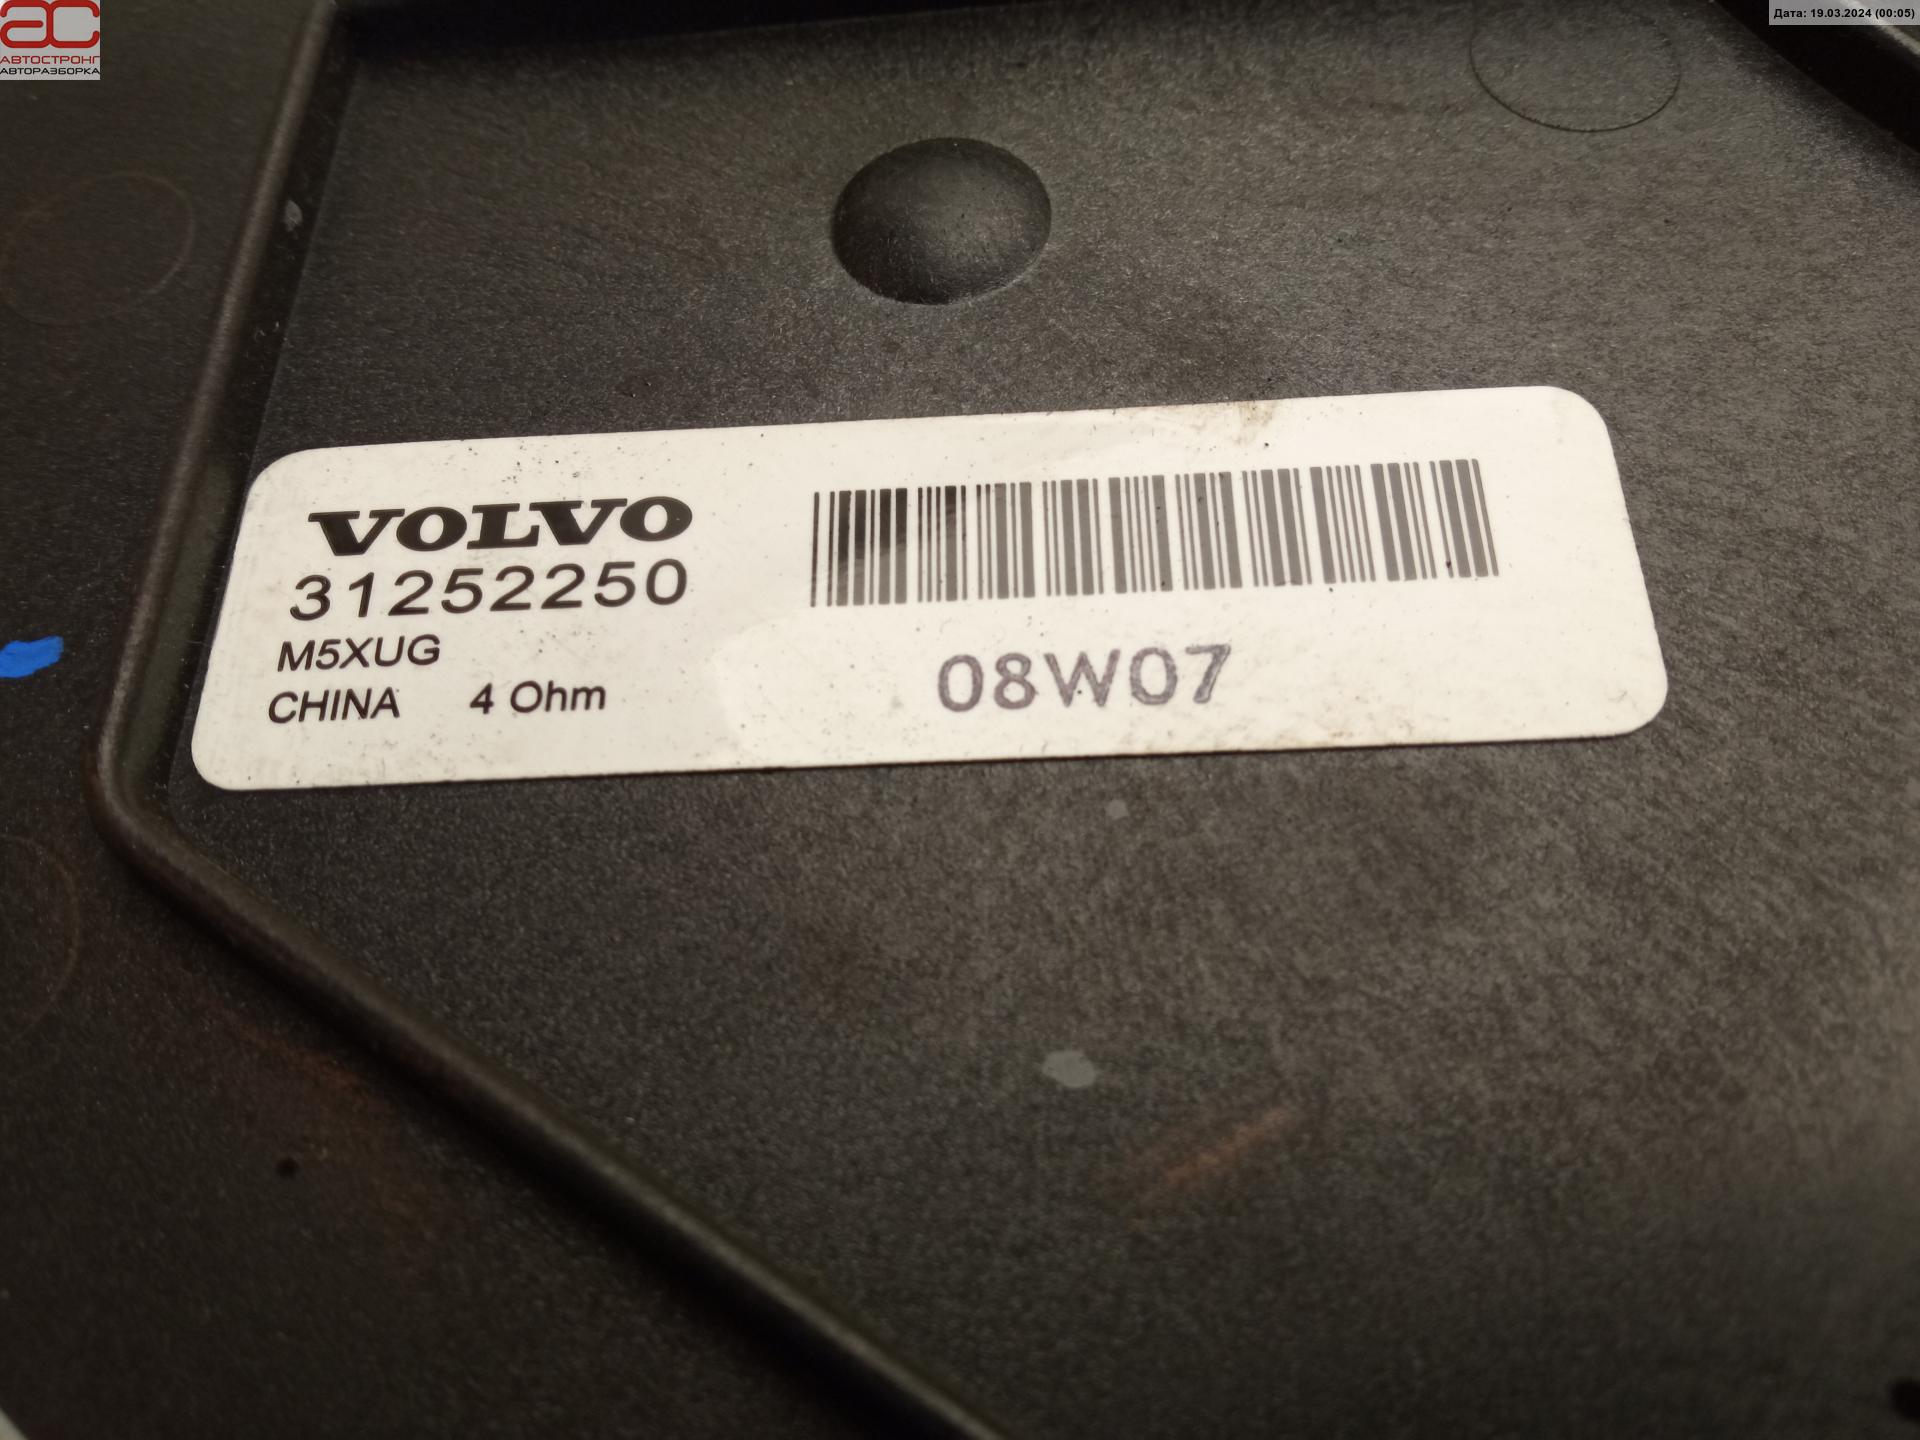 ac
АВТОСТРОНГ
АВТОРАЗБОРКА
Дата: 19.03.2024 (00:05)
VOLVO
31252250
M5XUG
CHINA 4 Ohm
08W07